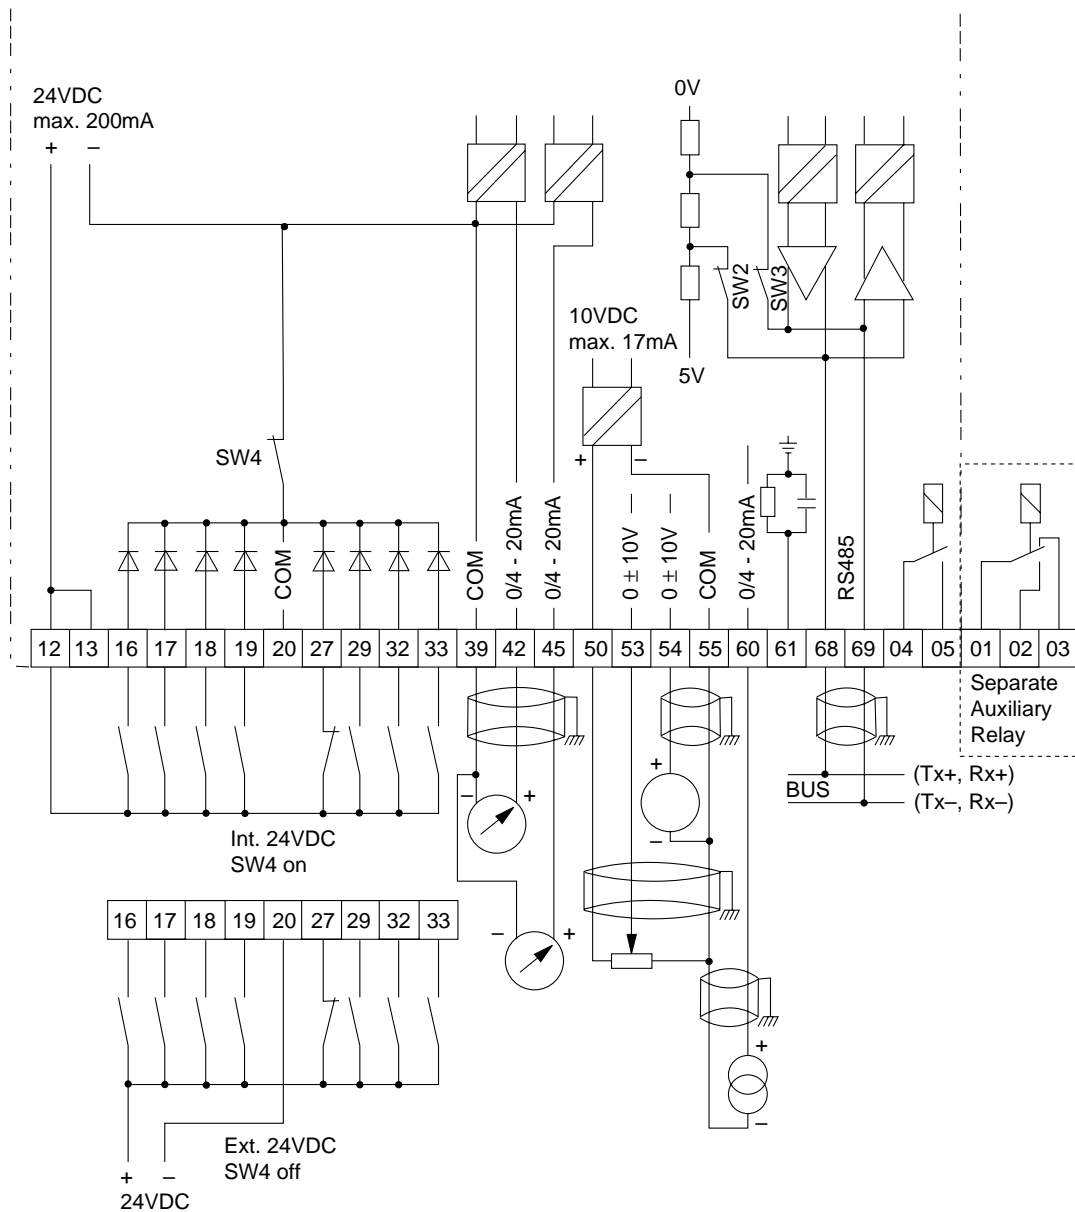 24VDC
max. 200mA
+ –
0V
SW2
SW3
5V
10VDC
max. 17mA
+ –
SW4
COM
COM
0/4 - 20mA
0/4 - 20mA
0 ± 10V
0 ± 10V
COM
0/4 - 20mA
RS485
12 13 16 17 18 19 20 27 29 32 33 39 42 45 50 53 54 55 60 61 68 69 04 05 01 02 03
Separate
Auxiliary
Relay
+
–
BUS
(Tx+, Rx+)
(Tx–, Rx–)
– +
Int. 24VDC
SW4 on
16 17 18 19 20 27 29 32 33
– +
+
–
Ext. 24VDC
SW4 off
+ –
24VDC